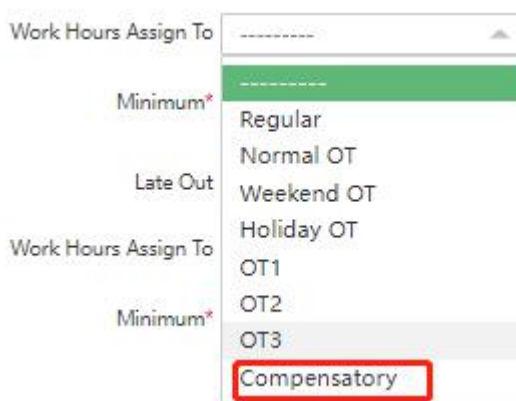 Work Hours Assign To ---------
---------
Minimum*
Regular
Normal OT
Late Out
Weekend OT
Holiday OT
Work Hours Assign To
OT1
OT2
Minimum*
OT3
Compensatory